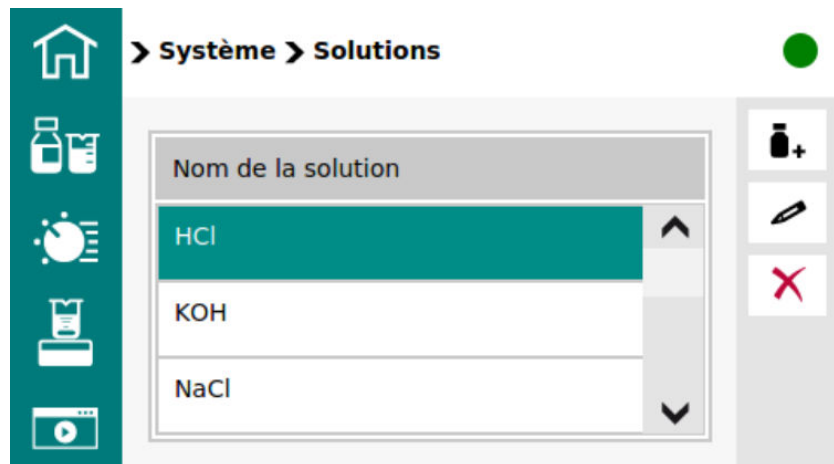 Système Solutions
Nom de la solution
HCl
KOH
NaCl